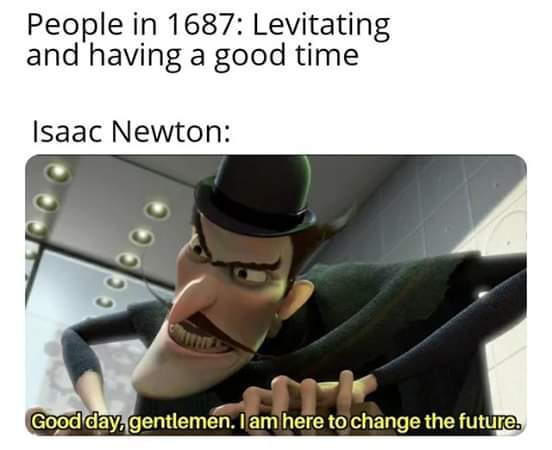 People in 1687: Levitating
and having a good time
Isaac Newton:
Good day, gentlemen. I am here to change the future.